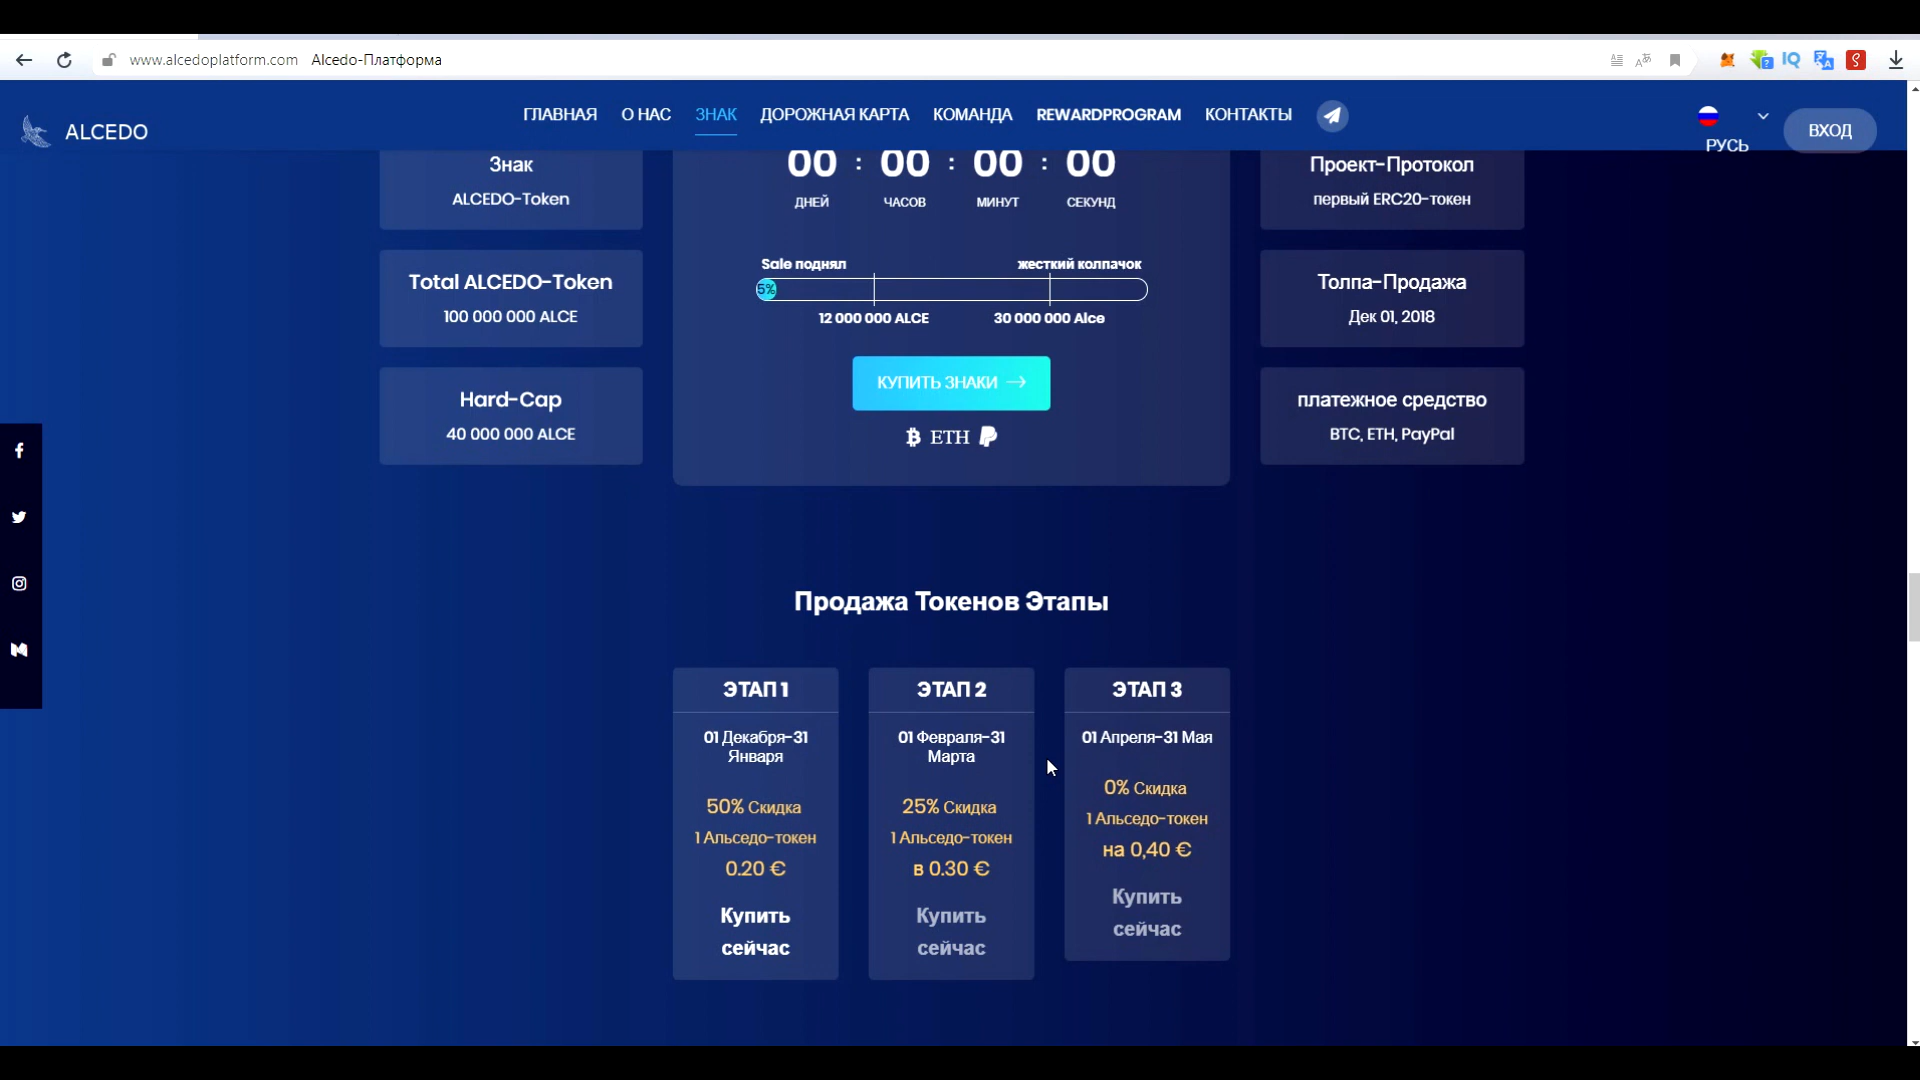 www.alcedoplatform.com Alcedo-Платформа
ALCEDO
ГЛАВНАЯ О НАС ЗНАК ДОРОЖНАЯ КАРТА КОМАНДА REWARDPROGRAM КОНТАКТЫ
РУСЬ
ВХОД
Знак
ALCEDO-Token
Total ALCEDO-Token
100 000 000 ALCE
Hard-Cap
40 000 000 ALCE
00 : 00 : 00 : 00
ДНЕЙ ЧАСОВ МИНУТ СЕКУНД
Sale поднял жесткий колпачок
5%
12 000 000 ALCE 30 000 000 Alce
КУПИТЬ ЗНАКИ
ETH
Проект-Протокол
первый ERC20-токен
Толпа-Продажа
Дек 01, 2018
платежное средство
BTC, ETH, PayPal
Продажа Токенов Этапы
ЭТАП 1
01 Декабря-31
Января
50% Скидка
1 Альседо-токен
0.20 €
Купить
сейчас
ЭТАП 2
01 Февраля-31
Марта
25% Скидка
1 Альседо-токен
в 0.30 €
Купить
сейчас
ЭТАП 3
01 Апреля-31 Мая
0% Скидка
1 Альседо-токен
на 0,40 €
Купить
сейчас